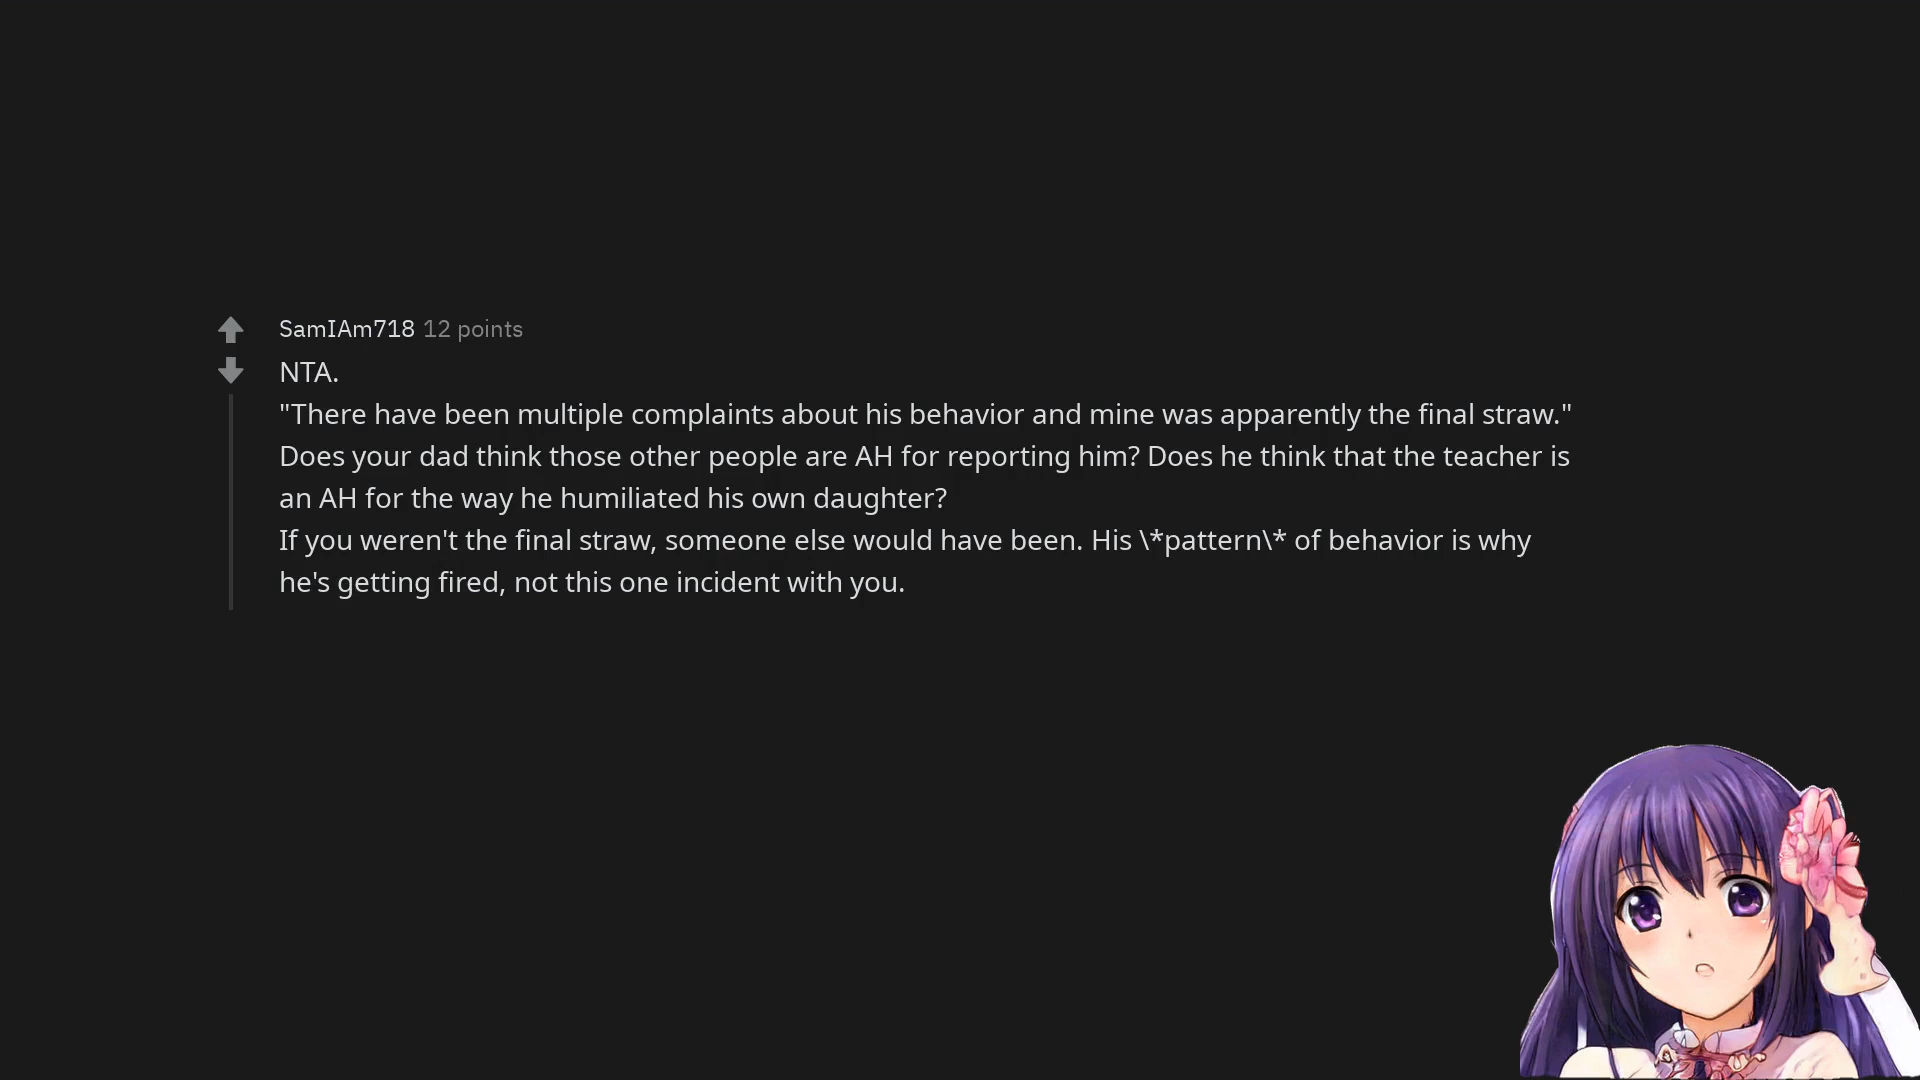 SamIAm718 12 points
NTA.
"There have been multiple complaints about his behavior and mine was apparently the final straw."
Does your dad think those other people are AH for reporting him? Does he think that the teacher is
an AH for the way he humiliated his own daughter?
If you weren't the final straw, someone else would have been. His \*pattern\* of behavior is why
he's getting fired, not this one incident with you.